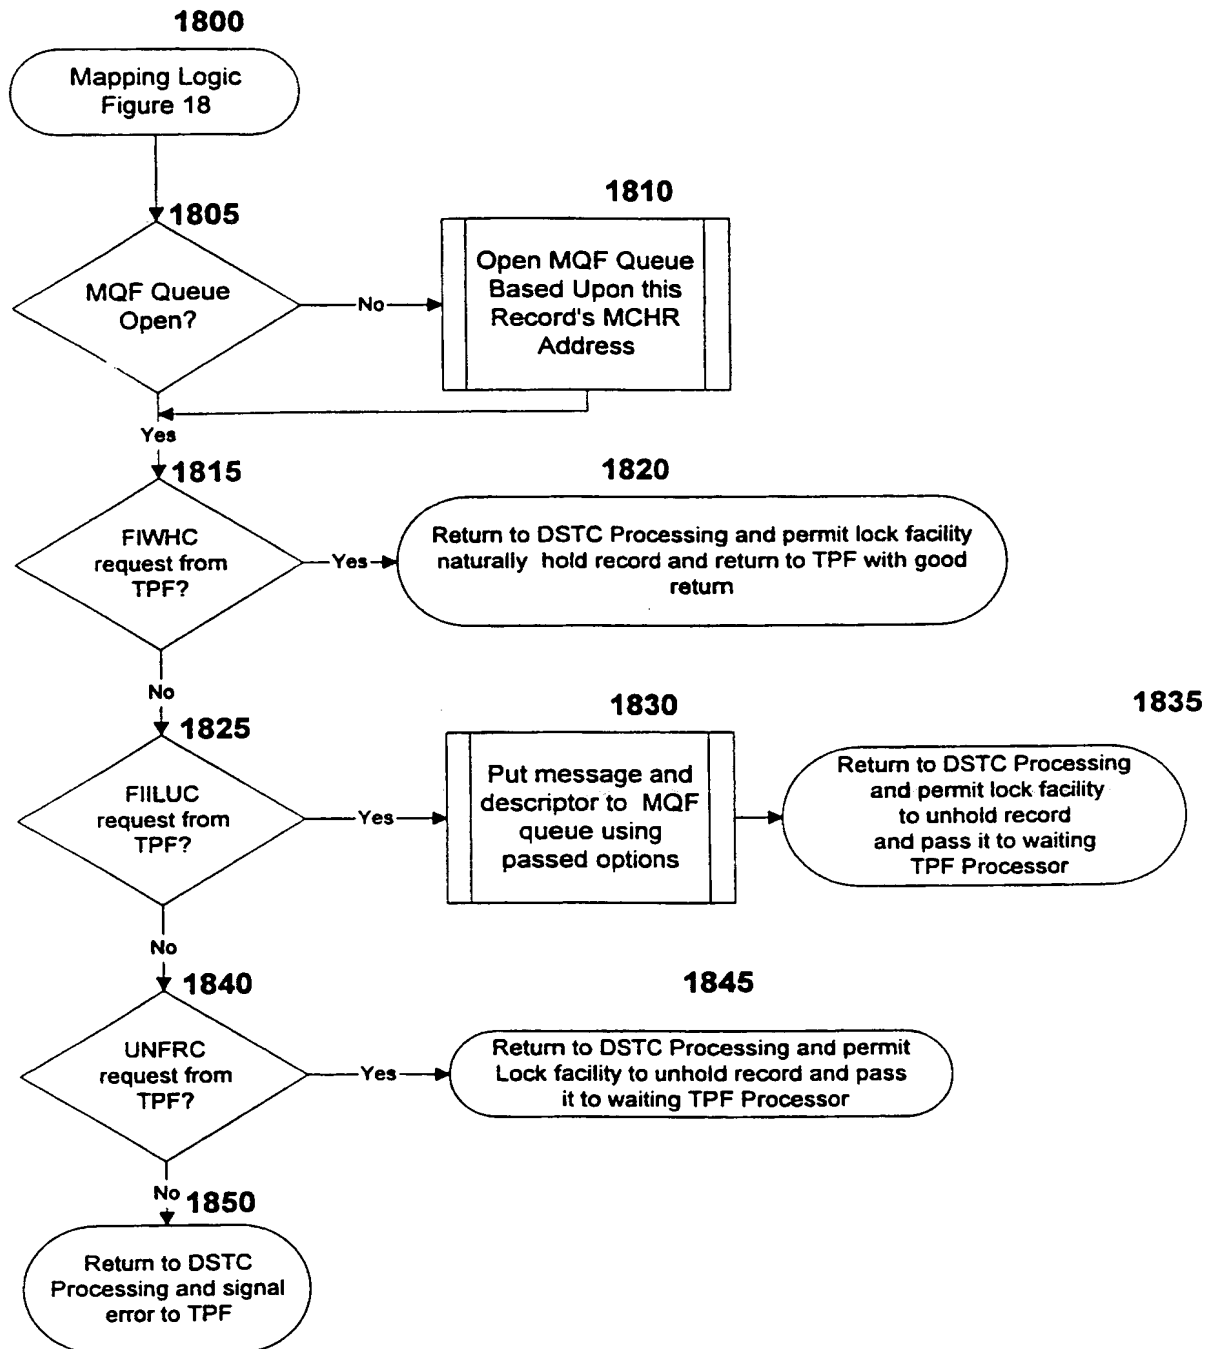 1800
Mapping Logic
Figure 18
1805
MQF Queue
Open?
No
1810
Open MQF Queue
Based Upon this
Record's MCHR
Address
Yes
1815
FIWHC
request from
TPF?
Yes
1820
Return to DSTC Processing and permit lock facility
naturally hold record and return to TPF with good
return
No
1825
FIILUC
request from
TPF?
Yes
1830
Put message and
descriptor to MQF
queue using
passed options
1835
Return to DSTC Processing
and permit lock facility
to unhold record
and pass it to waiting
TPF Processor
No
1840
UNFRC
request from
TPF?
Yes
1845
Return to DSTC Processing and permit
Lock facility to unhold record and pass
it to waiting TPF Processor
No
1850
Return to DSTC
Processing and signal
error to TPF